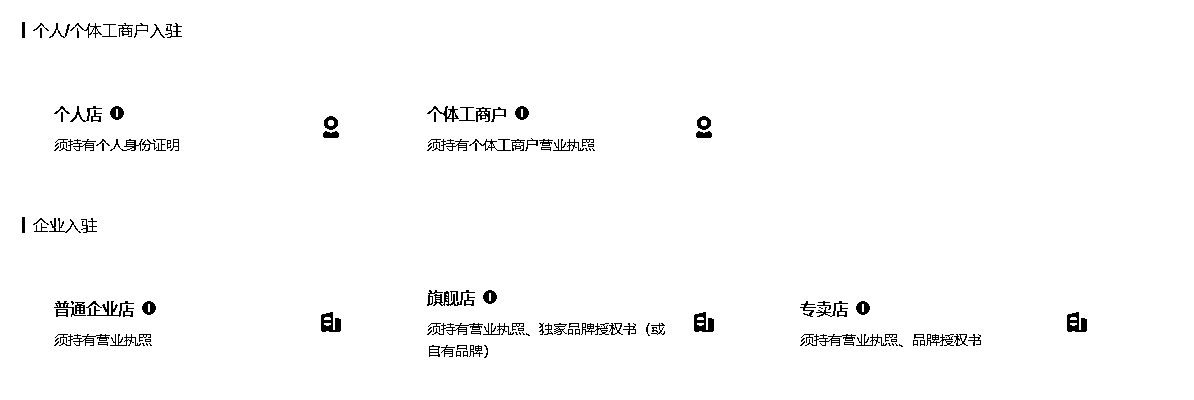 个人/个体工商户入驻
个人店
个体工商户
须持有个人身份证明
须持有个体工商户营业执照
企业入驻
普通企业店
旗舰店
专卖店
须持有营业执照
须持有营业执照、独家品牌授权书（或
自有品牌）
须持有营业执照、品牌授权书